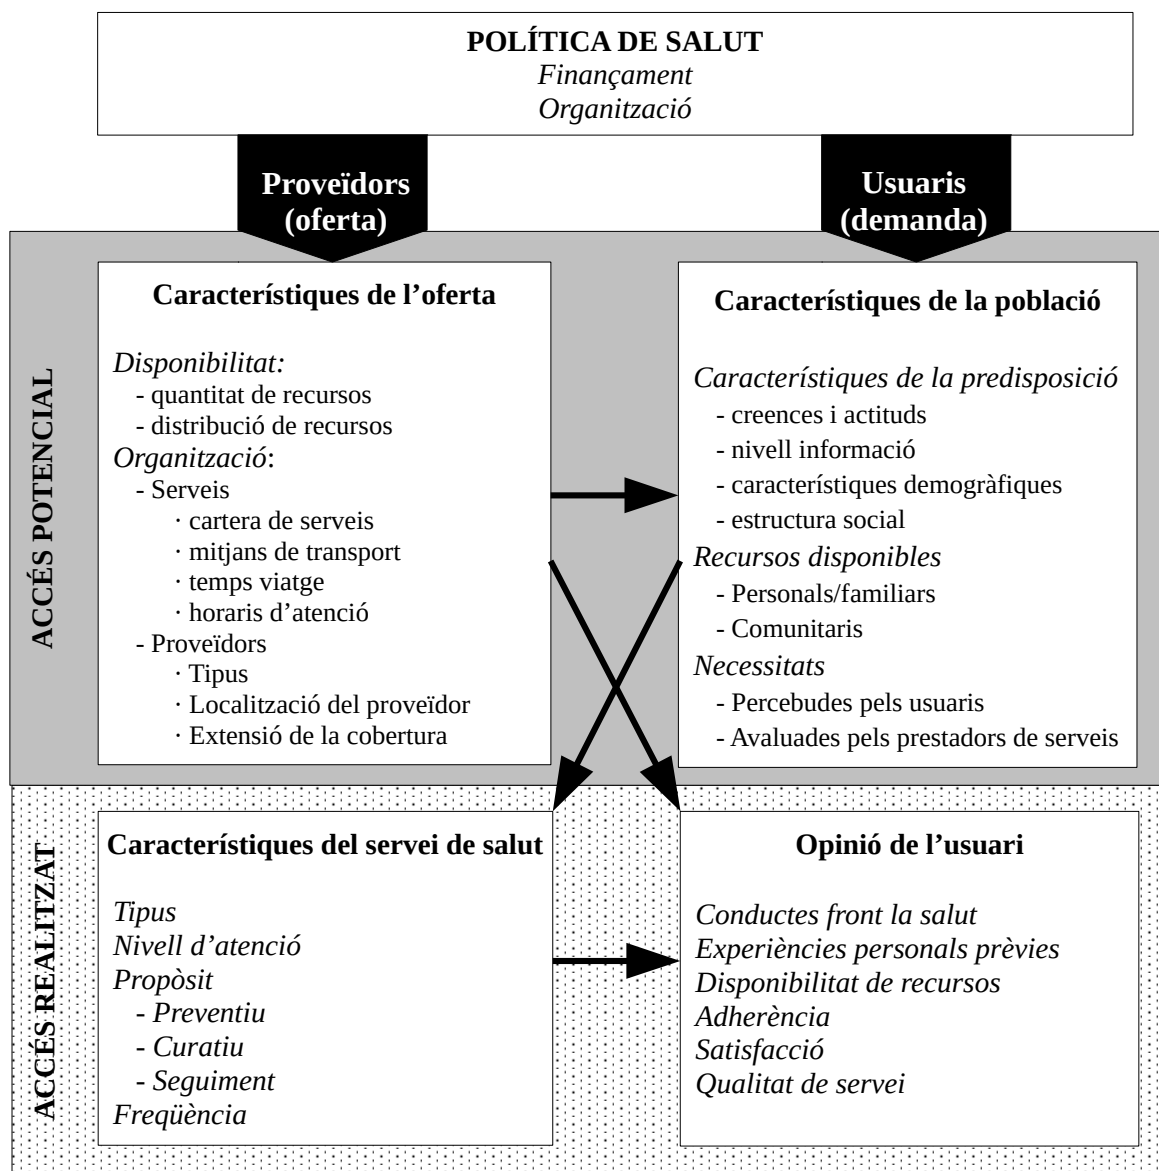 POLÍTICA DE SALUT
Finançament
Organització
Proveïdors
(oferta)
Usuaris
(demanda)
ACCÉS POTENCIAL
Característiques de l’oferta
Disponibilitat:
- quantitat de recursos
- distribució de recursos
Organització:
- Serveis
· cartera de serveis
· mitjans de transport
· temps viatge
· horaris d’atenció
- Proveïdors
· Tipus
· Localització del proveïdor
· Extensió de la cobertura
Característiques de la població
Característiques de la predisposició
- creences i actituds
- nivell informació
- característiques demogràfiques
- estructura social
Recursos disponibles
- Personals/familiars
- Comunitaris
Necessitats
- Percebudes pels usuaris
- Avaluades pels prestadors de serveis
ACCÉS REALITZAT
Característiques del servei de salut
Tipus
Nivell d’atenció
Propòsit
- Preventiu
- Curatiu
- Seguiment
Freqüència
Opinió de l’usuari
Conductes front la salut
Experiències personals prèvies
Disponibilitat de recursos
Adherència
Satisfacció
Qualitat de servei